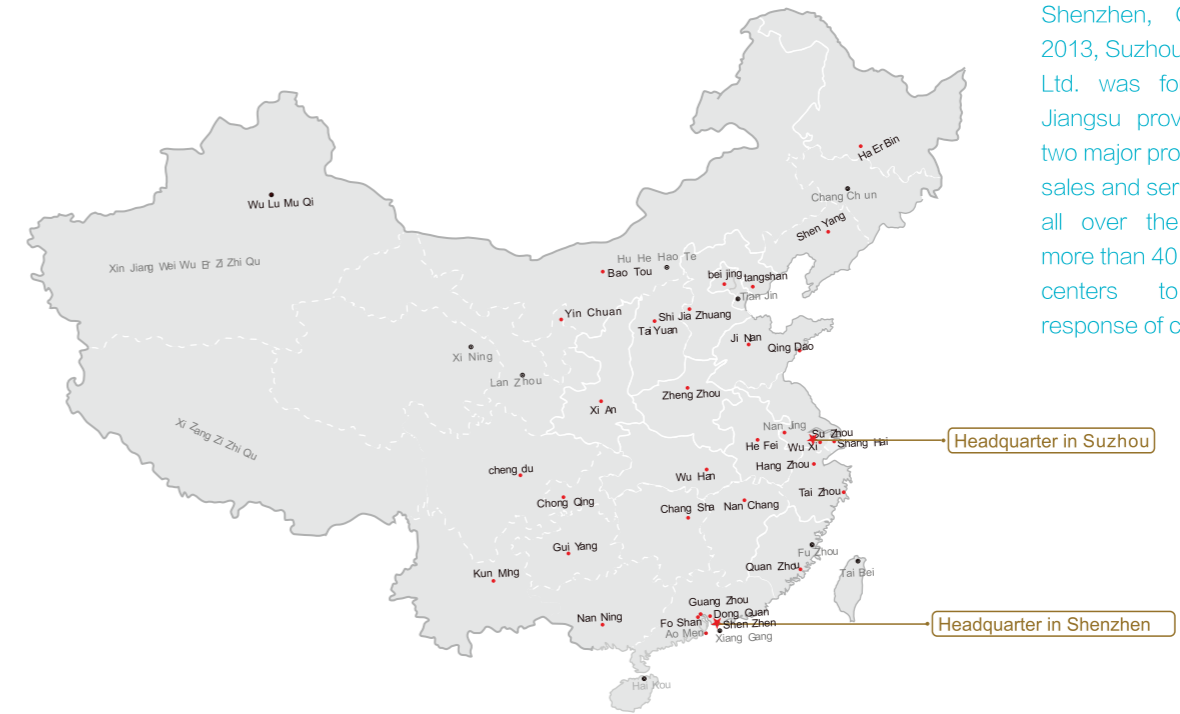 Shenzhen,
2013, Suzhou
Ltd. was
Jiangsu
two major
sales and
all over the
more than 40
centers to
response of
Ha Er Bin
Chang Ch un
Wu Lu Mu Qi
Shen Yang
Hu He Hao Te
Xin Jiang Wei Wu Er Zi Zhi Qu
Bao Tou
bei jing
tangshan
Tian Jin
Yin Chuan
Shi Jia Zhuang
Tai Yuan
Ji Nan
Qing Dao
Xi Ning
Lan Zhou
Zheng Zhou
Xi An
Xi Zang Zi Zhi Qu
Nan Jing
Su Zhou
He Fei
Wu Xi
Shang Hai
Headquarter in Suzhou
Hang Zhou
cheng du
Wu Han
Tai Zhou
Chong Qing
Chang Sha
Nan Chang
Gui Yang
Fu Zhou
Quan Zhou
Tai Bei
Kun Ming
Guang Zhou
Nan Ning
Dong Guan
Fo Shan
Shen Zhen
Headquarter in Shenzhen
Ao Men
Xiang Gang
Hai Kou